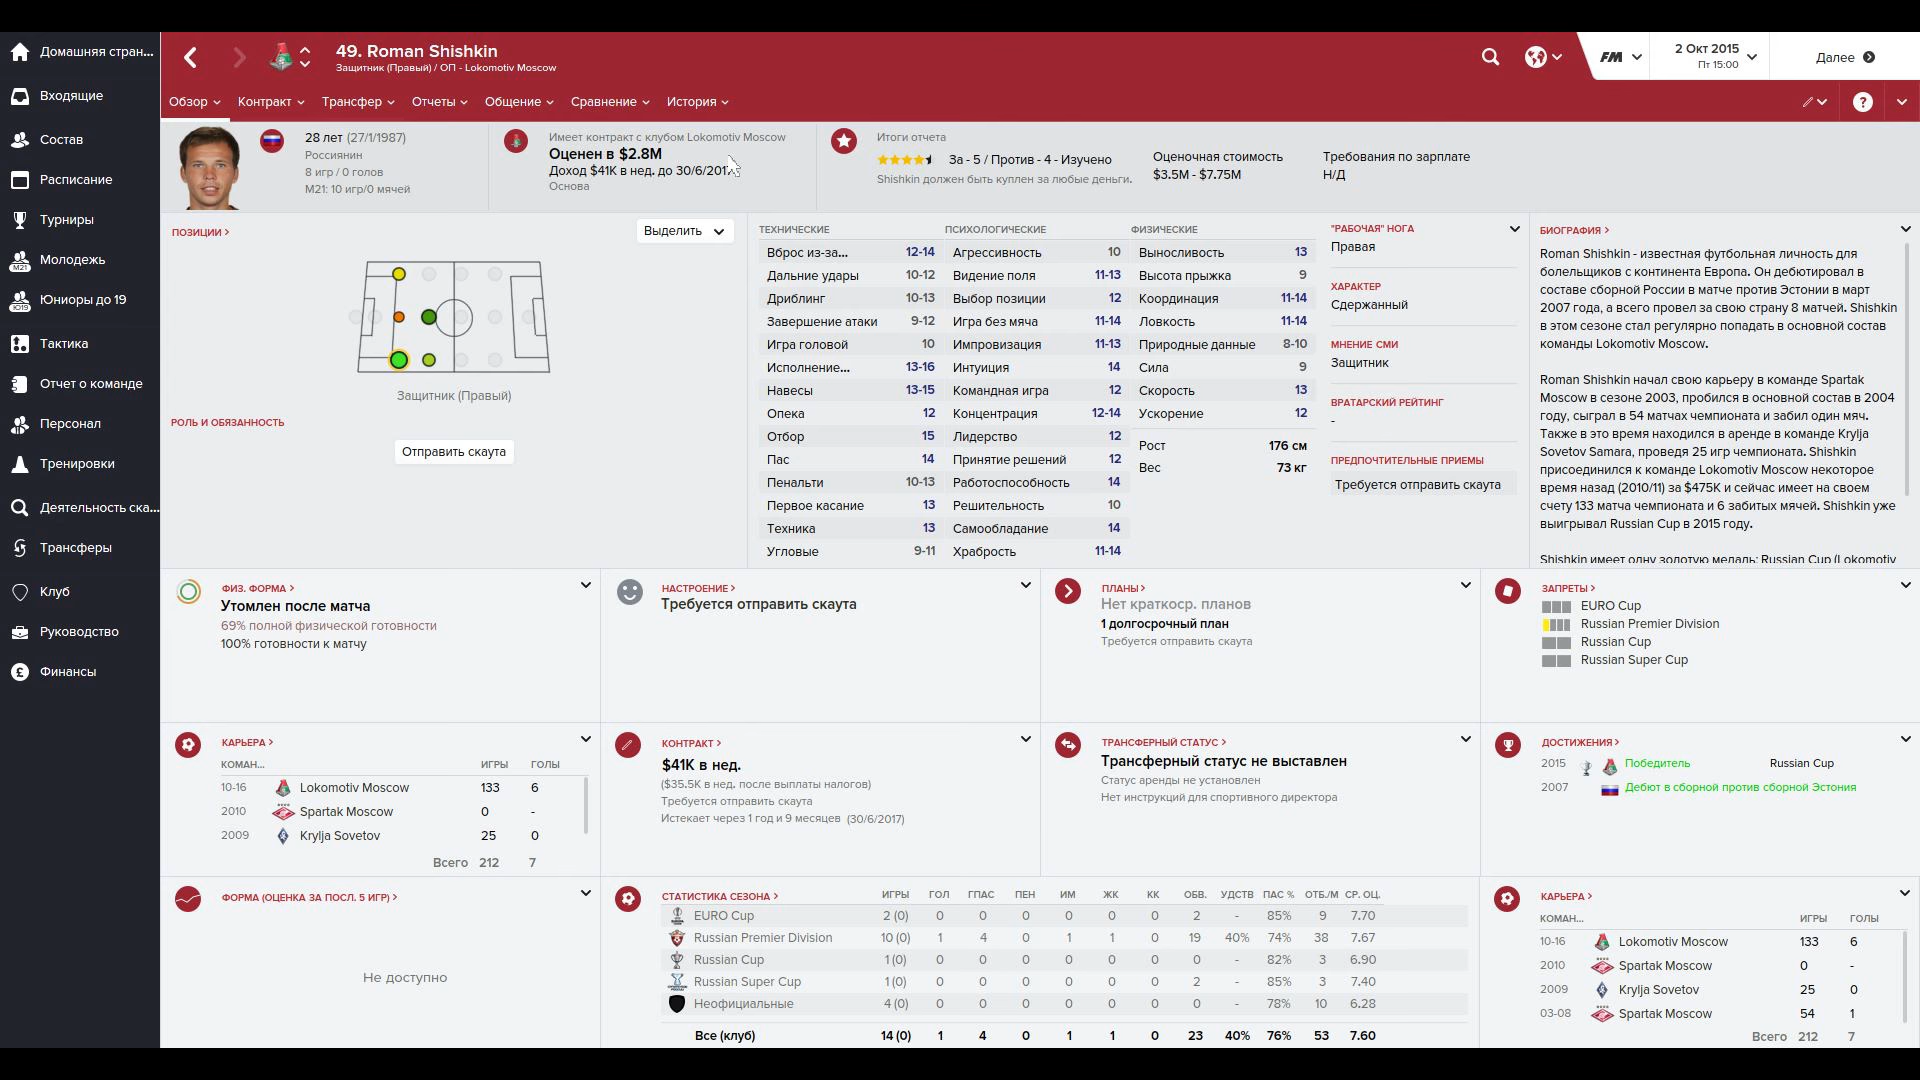 Домашняя стран...
Входящие
Состав
Расписание
Турниры
Молодежь
M21
Юниоры до 19
Ю19
Тактика
Отчет о команде
Персонал
Тренировки
Деятельность ска...
Трансферы
Клуб
Руководство
Финансы
49. Roman Shishkin
Защитник (Правый) / ОП - Lokomotiv Moscow
FM
2 Окт 2015
Пт 15:00
Далее
Обзор Контракт Трансфер Отчеты Общение Сравнение История
?
28 лет (27/1/1987)
Россиянин
8 игр / 0 голов
М21: 10 игр/0 мячей
Имеет контракт с клубом Lokomotiv Moscow
Оценен в $2.8M
Доход $41K в нед. до 30/6/2017
Основа
Итоги отчета
За - 5 / Против - 4 - Изучено
Shishkin должен быть куплен за любые деньги.
Оценочная стоимость
$3.5M - $7.75M
Требования по зарплате
Н/Д
ПОЗИЦИИ >
Выделить
Защитник (Правый)
РОЛЬ И ОБЯЗАННОСТЬ
Отправить скаута
ТЕХНИЧЕСКИЕ
Вброс из-за... 12-14
Дальние удары 10-12
Дриблинг 10-13
Завершение атаки 9-12
Игра головой 10
Исполнение... 13-16
Навесы 13-15
Опека 12
Отбор 15
Пас 14
Пенальти 10-13
Первое касание 13
Техника 13
Угловые 9-11
ПСИХОЛОГИЧЕСКИЕ
Агрессивность 10
Видение поля 11-13
Выбор позиции 12
Игра без мяча 11-14
Импровизация 11-13
Интуиция 14
Командная игра 12
Концентрация 12-14
Лидерство 12
Принятие решений 12
Работоспособность 14
Решительность 10
Самообладание 14
Храбрость 11-14
ФИЗИЧЕСКИЕ
Выносливость 13
Высота прыжка 9
Координация 11-14
Ловкость 11-14
Природные данные 8-10
Сила 9
Скорость 13
Ускорение 12
Рост 176 см
Вес 73 кг
"РАБОЧАЯ" НОГА
Правая
ХАРАКТЕР
Сдержанный
МНЕНИЕ СМИ
Защитник
ВРАТАРСКИЙ РЕЙТИНГ
-
ПРЕДПОЧТИТЕЛЬНЫЕ ПРИЕМЫ
Требуется отправить скаута
БИОГРАФИЯ >
Roman Shishkin - известная футбольная личность для
болельщиков с континента Европа. Он дебютировал в
составе сборной России в матче против Эстонии в март
2007 года, а всего провел за свою страну 8 матчей. Shishkin
в этом сезоне стал регулярно попадать в основной состав
команды Lokomotiv Moscow.
Roman Shishkin начал свою карьеру в команде Spartak
Moscow в сезоне 2003, пробился в основной состав в 2004
году, сыграл в 54 матчах чемпионата и забил один мяч.
Также в это время находился в аренде в команде Krylja
Sovetov Samara, проведя 25 игр чемпионата. Shishkin
присоединился к команде Lokomotiv Moscow некоторое
время назад (2010/11) за $475K и сейчас имеет на своем
счету 133 матча чемпионата и 6 забитых мячей. Shishkin уже
выигрывал Russian Cup в 2015 году.
Shishkin имеет одну золотую медаль: Russian Cup (Lokomotiv
ФИЗ. ФОРМА >
Утомлен после матча
69% полной физической готовности
100% готовности к матчу
НАСТРОЕНИЕ >
Требуется отправить скаута
ПЛАНЫ >
Нет краткоср. планов
1 долгосрочный план
Требуется отправить скаута
ЗАПРЕТЫ >
EURO Cup
Russian Premier Division
Russian Cup
Russian Super Cup
КАРЬЕРА >
КОМАН... ИГРЫ ГОЛЫ
10-16 Lokomotiv Moscow 133 6
2010 Spartak Moscow 0 -
2009 Krylja Sovetov 25 0
Всего 212 7
КОНТРАКТ >
$41K в нед.
($35.5K в нед. после выплаты налогов)
Требуется отправить скаута
Истекает через 1 год и 9 месяцев (30/6/2017)
ТРАНСФЕРНЫЙ СТАТУС >
Трансферный статус не выставлен
Статус аренды не установлен
Нет инструкций для спортивного директора
ДОСТИЖЕНИЯ >
2015 Победитель Russian Cup
2007 Дебют в сборной против сборной Эстония
ФОРМА (ОЦЕНКА ЗА ПОСЛ. 5 ИГР) >
Не доступно
СТАТИСТИКА СЕЗОНА > ИГРЫ ГОЛ ГПАС ПЕН ИМ ЖК КК ОБВ. УДСТВ ПАС % ОТБ./М СР. ОЦ.
EURO Cup 2 (0) 0 0 0 0 0 0 2 - 85% 9 7.70
Russian Premier Division 10 (0) 1 4 0 1 1 0 19 40% 74% 38 7.67
Russian Cup 1 (0) 0 0 0 0 0 0 0 - 82% 3 6.90
Russian Super Cup 1 (0) 0 0 0 0 0 0 2 - 85% 3 7.40
Неофициальные 4 (0) 0 0 0 0 0 0 0 - 78% 10 6.28
Все (клуб) 14 (0) 1 4 0 1 1 0 23 40% 76% 53 7.60
КАРЬЕРА >
КОМАН... ИГРЫ ГОЛЫ
10-16 Lokomotiv Moscow 133 6
2010 Spartak Moscow 0 -
2009 Krylja Sovetov 25 0
03-08 Spartak Moscow 54 1
Всего 212 7